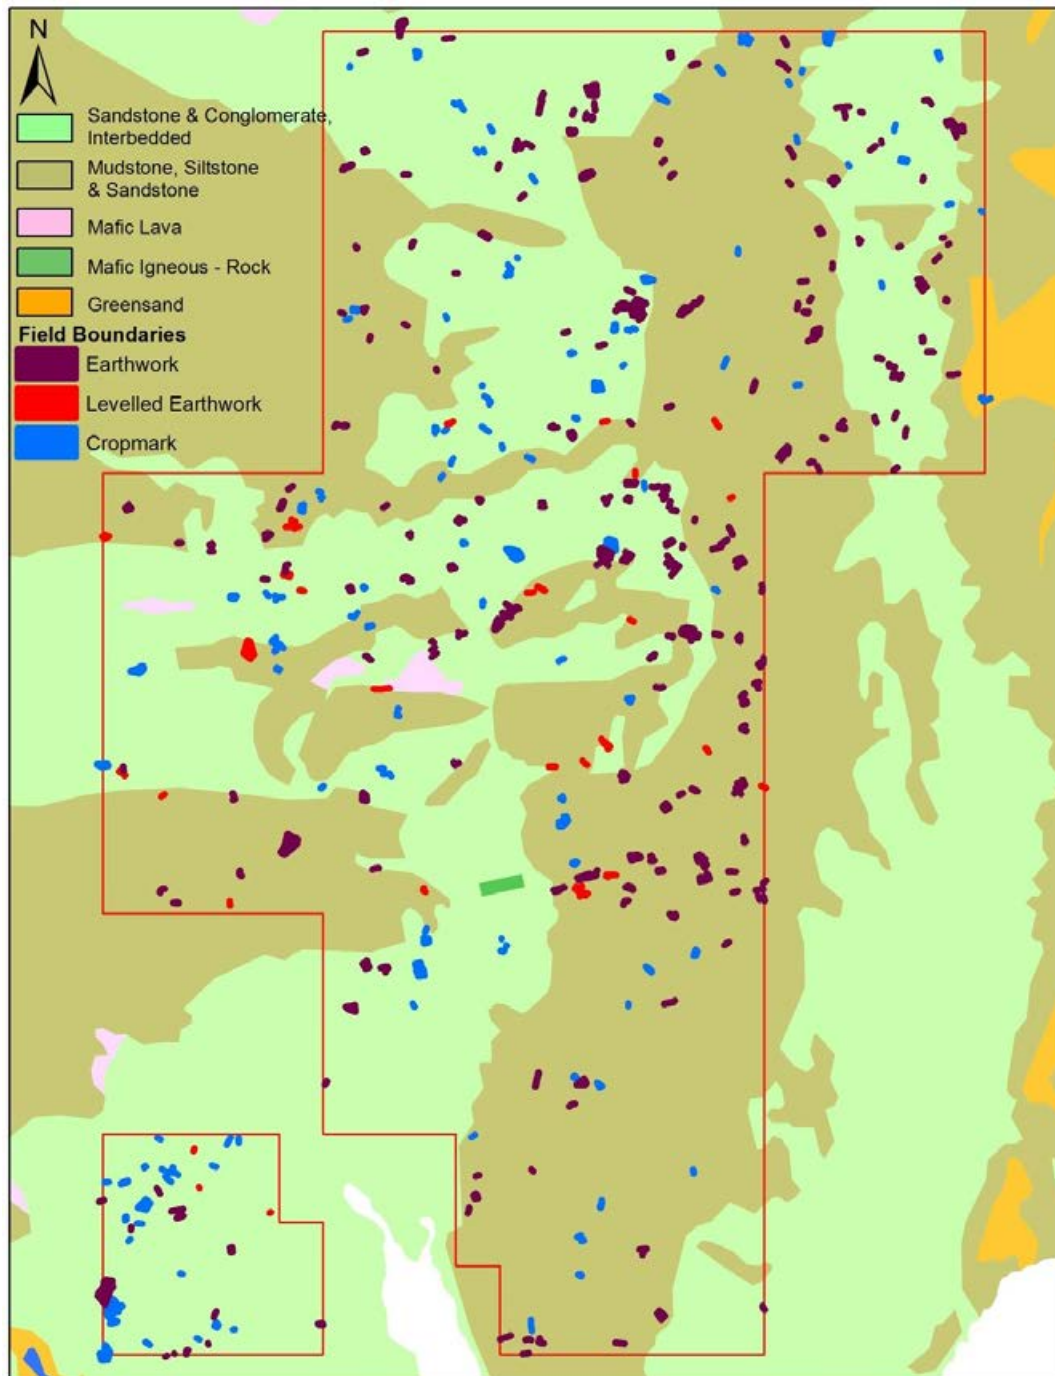 N
Sandstone & Conglomerate,
Interbedded
Mudstone, Siltstone
& Sandstone
Mafic Lava
Mafic Igneous - Rock
Greensand
Field Boundaries
Earthwork
Levelled Earthwork
Cropmark